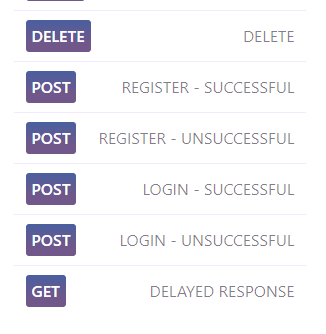 DELETE DELETE
POST REGISTER - SUCCESSFUL
POST REGISTER - UNSUCCESSFUL
POST LOGIN - SUCCESSFUL
POST LOGIN - UNSUCCESSFUL
GET DELAYED RESPONSE